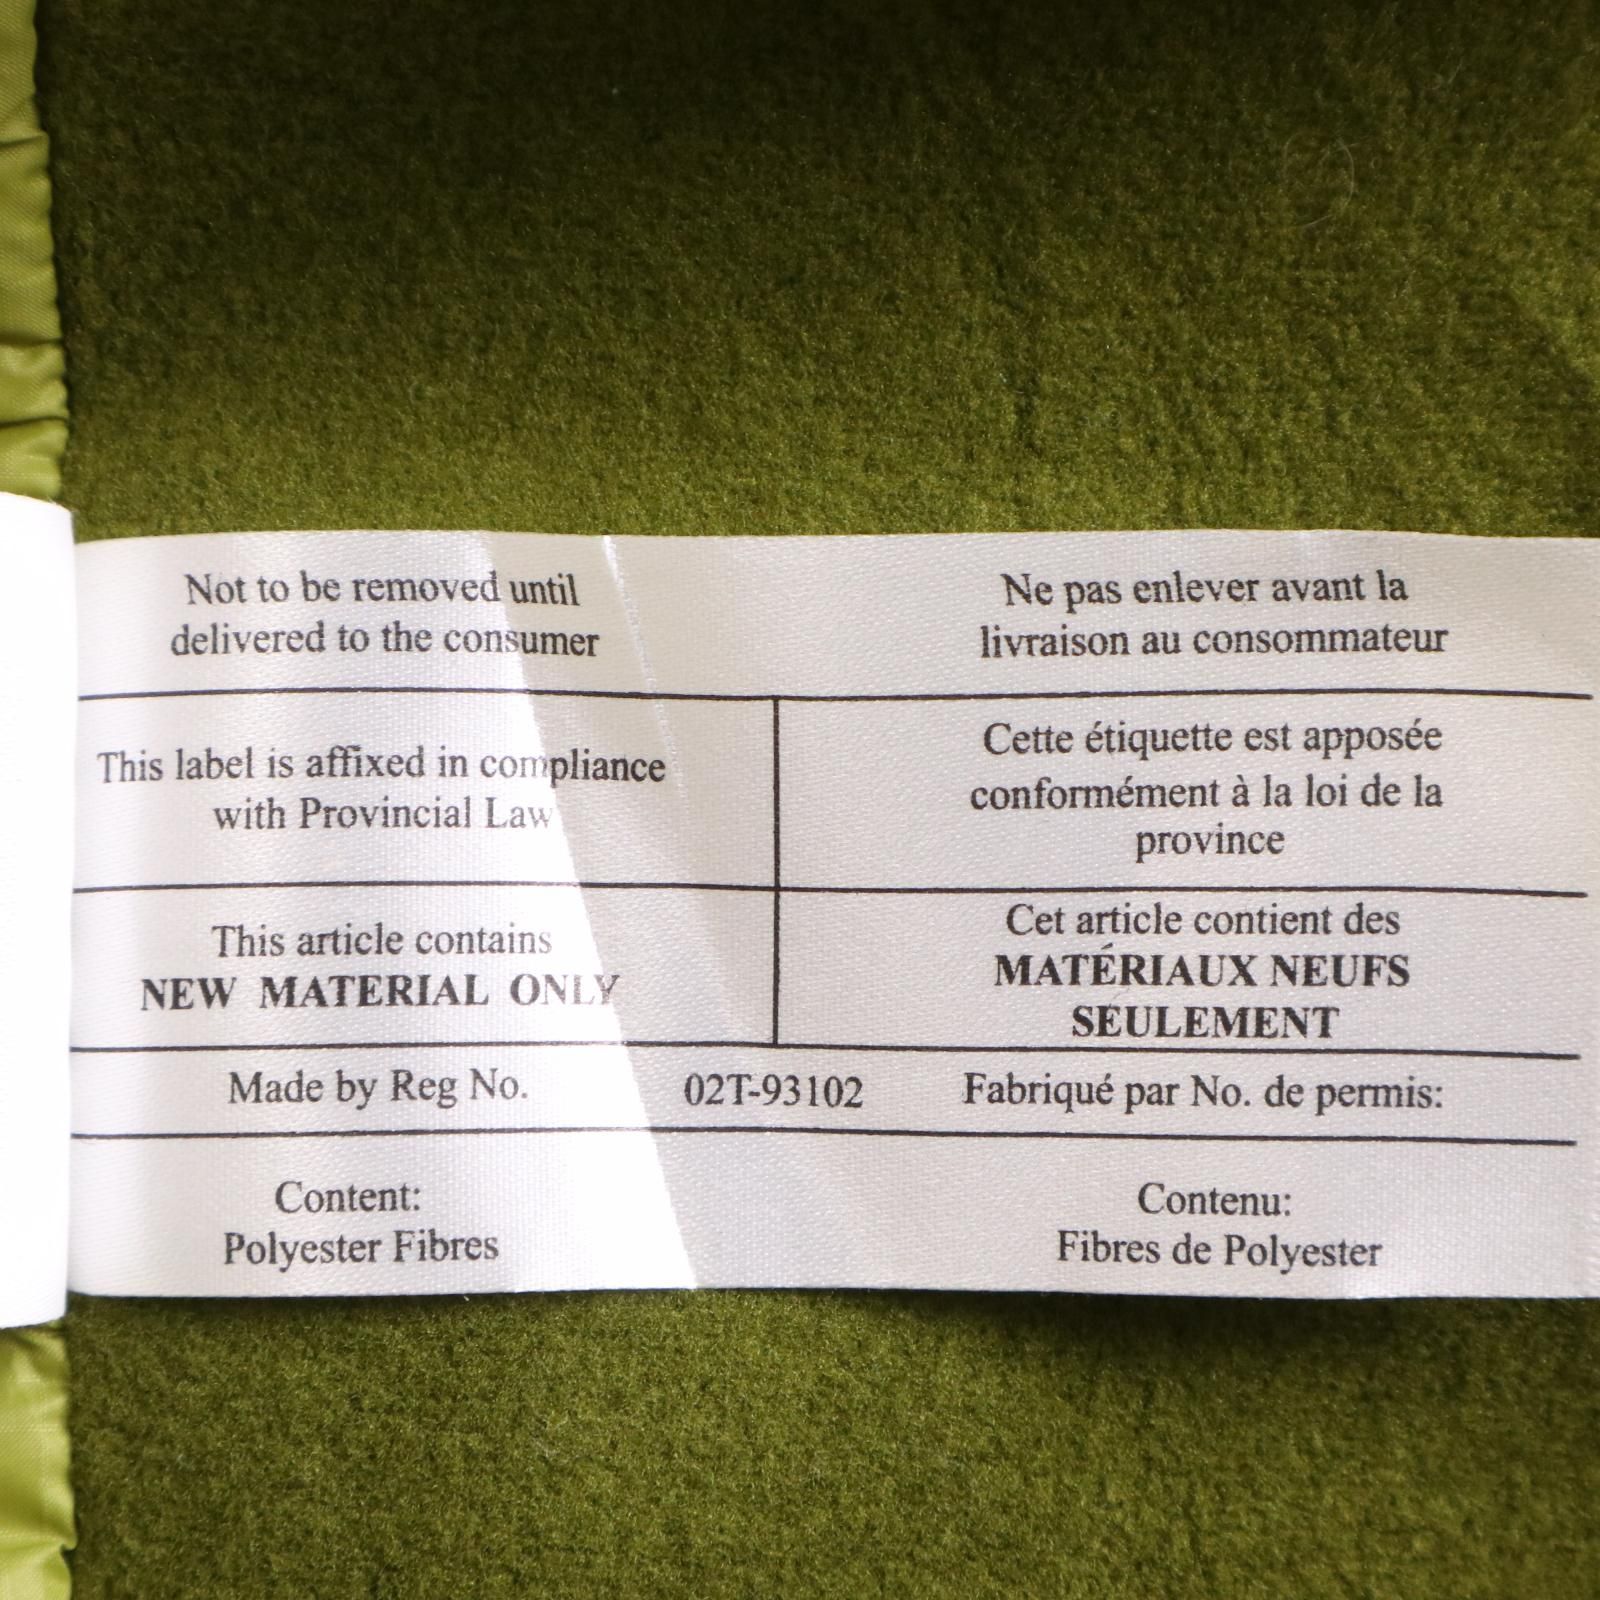 Not to be removed until
delivered to the consumer
Ne pas enlever avant la
livraison au consommateur
This label is affixed in compliance
with Provincial Law
Cette étiquette est apposée
conformément à la loi de la
province
This article contains
NEW MATERIAL ONLY
Cet article contient des
MATÉRIAUX NEUFS
SEULEMENT
Made by Reg No. 02T-93102 Fabriqué par No. de permis:
Content:
Polyester Fibres
Contenu:
Fibres de Polyester